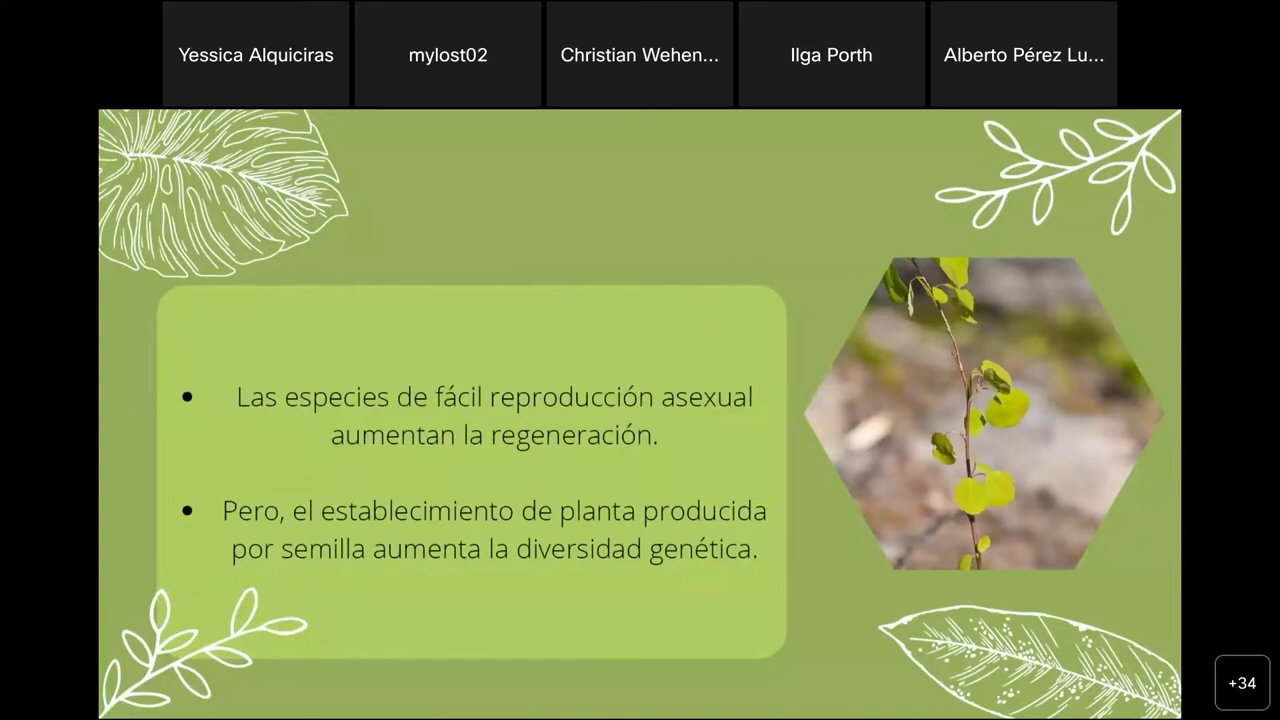 Yessica Alquiciras
mylost02
Christian Wehen...
Ilga Porth
Alberto Pérez Lu...
• Las especies de fácil reproducción asexual
aumentan la regeneración.
• Pero, el establecimiento de planta producida
por semilla aumenta la diversidad genética.
+34